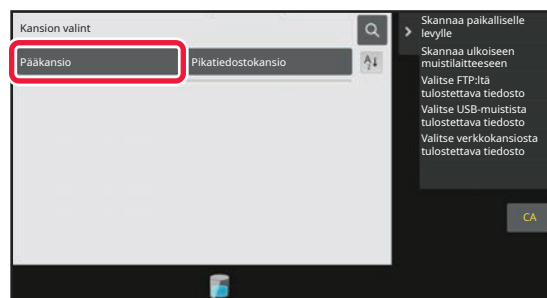 Kansion valint
Pääkansio
Pikatiedostokansio
Skannaa paikalliselle
levylle
Skannaa ulkoiseen
muistilaitteeseen
Valitse FTP:ltä
tulostettava tiedosto
Valitse USB-muistista
tulostettava tiedosto
Valitse verkkokansiosta
tulostettava tiedosto
CA